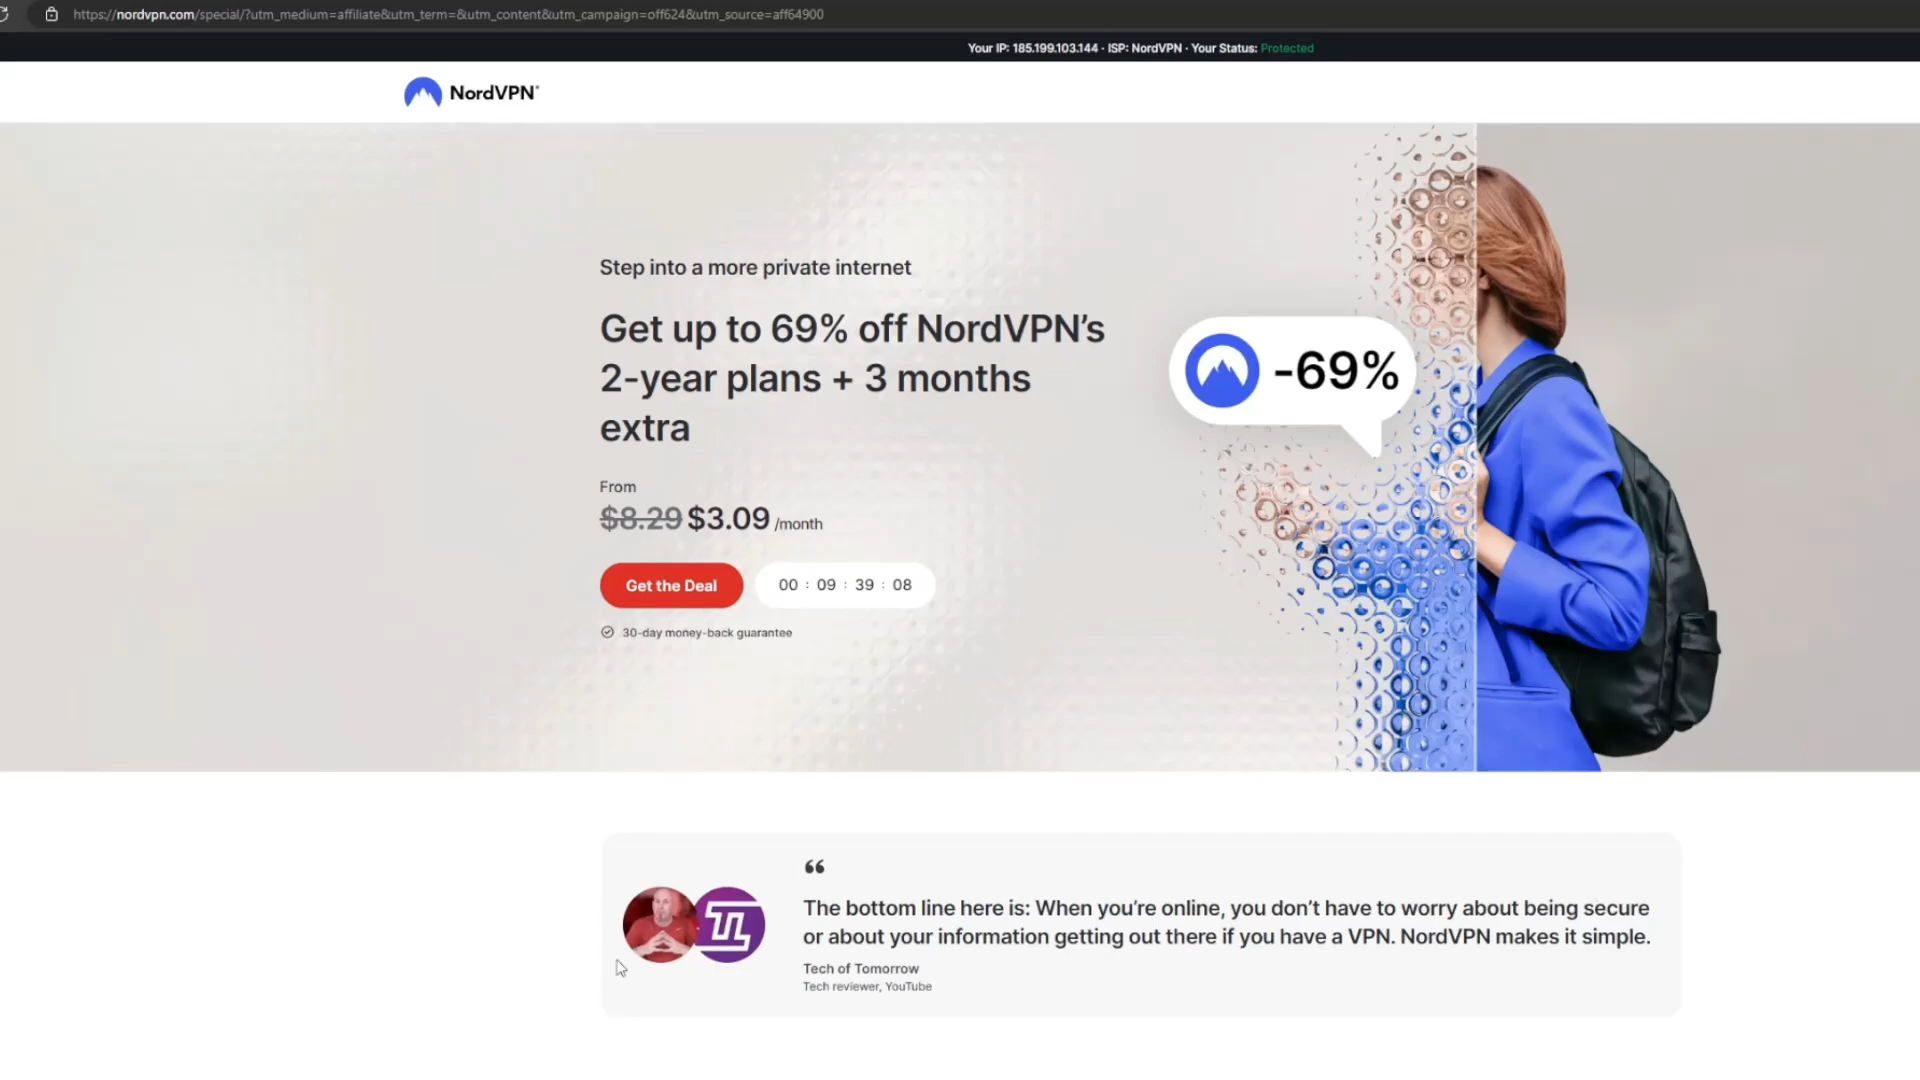 https://nordvpn.com/special/?utm_medium=affiliate&utm_term=&utm_content&utm_campaign=off624&utm_source=aff64900
Your IP: 185.199.103.144 · ISP: NordVPN · Your Status: Protected
NordVPN®
Step into a more private internet
Get up to 69% off NordVPN’s
2-year plans + 3 months
extra
-69%
From
$8.29 $3.09 /month
Get the Deal
00 : 09 : 39 : 08
30-day money-back guarantee
“
The bottom line here is: When you’re online, you don’t have to worry about being secure
or about your information getting out there if you have a VPN. NordVPN makes it simple.
Tech of Tomorrow
Tech reviewer, YouTube